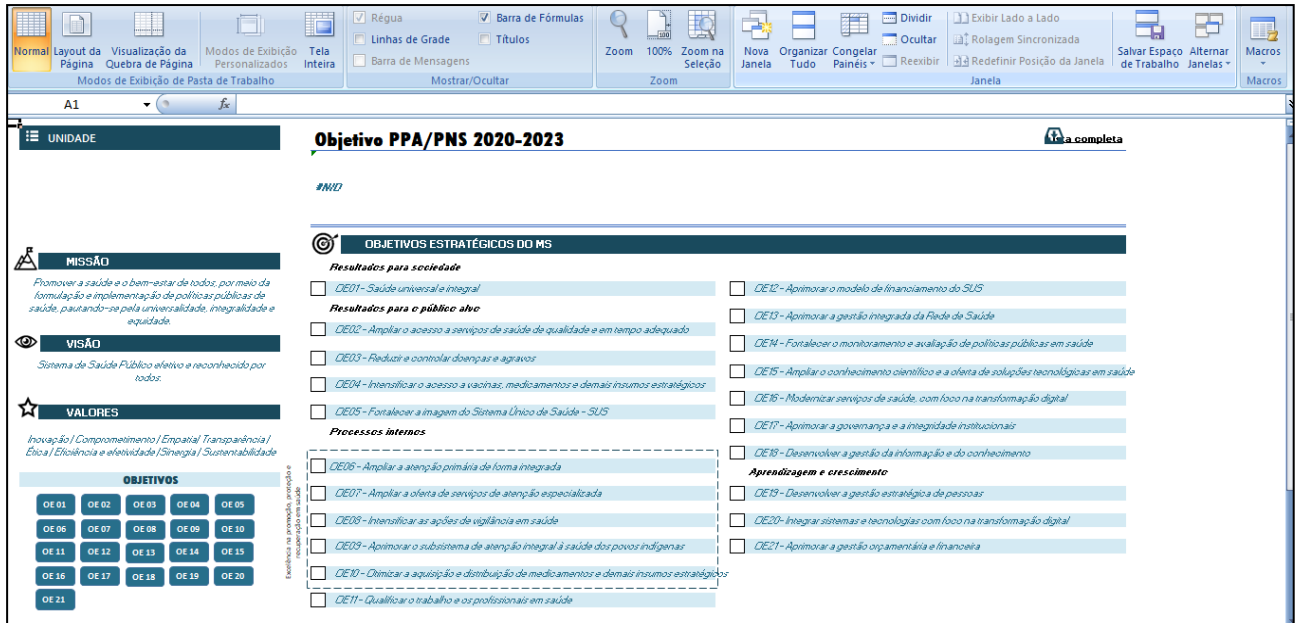 Normal
Layout da Página
Visualização da Quebra de Página
Modos de Exibição Personalizados
Tela Inteira
Modos de Exibição de Pasta de Trabalho
Régua
Barra de Fórmulas
Linhas de Grade
Títulos
Barra de Mensagens
Mostrar/Ocultar
Zoom
100%
Zoom na Seleção
Zoom
Nova Janela
Organizar Tudo
Congelar Painéis
Dividir
Ocultar
Reexibir
Exibir Lado a Lado
Rolagem Sincronizada
Redefinir Posição da Janela
Salvar Espaço de Trabalho
Alternar Janelas
Janela
Macros
Macros
A1
fx
UNIDADE
Objetivo PPA/PNS 2020-2023
completa
#N/D
MISSÃO
Promover a saúde e o bem-estar de todos, por meio da
formulação e implementação de políticas públicas de
saúde, pautando-se pela universalidade, integralidade e
equidade.
VISÃO
Sistema de Saúde Público efetivo e reconhecido por
todos.
VALORES
Inovação / Comprometimento / Empatia/ Transparência /
Ética / Eficiência e efetividade /Sinergia / Sustentabilidade
OBJETIVOS
OE 01 OE 02 OE 03 OE 04 OE 05
OE 06 OE 07 OE 08 OE 09 OE 10
OE 11 OE 12 OE 13 OE 14 OE 15
OE 16 OE 17 OE 18 OE 19 OE 20
OE 21
OBJETIVOS ESTRATÉGICOS DO MS
Resultados para sociedade
OE01 - Saúde universal e integral
Resultados para o público alvo
OE02 - Ampliar o acesso a serviços de saúde de qualidade e em tempo adequado
OE03 - Reduzir e controlar doenças e agravos
OE04 - Intensificar o acesso a vacinas, medicamentos e demais insumos estratégicos
OE05 - Fortalecer a imagem do Sistema Único de Saúde - SUS
Processos internos
Excelência na promoção, proteção e
recuperação em saúde
OE06 - Ampliar a atenção primária de forma integrada
OE07 - Ampliar a oferta de serviços de atenção especializada
OE08 - Intensificar as ações de vigilância em saúde
OE09 - Aprimorar o subsistema de atenção integral à saúde dos povos indígenas
OE10 - Otimizar a aquisição e distribuição de medicamentos e demais insumos estratégicos
OE11 - Qualificar o trabalho e os profissionais em saúde
OE12 - Aprimorar o modelo de financiamento do SUS
OE13 - Aprimorar a gestão integrada da Rede de Saúde
OE14 - Fortalecer o monitoramento e avaliação de políticas públicas em saúde
OE15 - Ampliar o conhecimento científico e a oferta de soluções tecnológicas em saúde
OE16 - Modernizar serviços de saúde, com foco na transformação digital
OE17 - Aprimorar a governança e a integridade institucionais
OE18 - Desenvolver a gestão da informação e do conhecimento
Aprendizagem e crescimento
OE19 - Desenvolver a gestão estratégica de pessoas
OE20- Integrar sistemas e tecnologias com foco na transformação digital
OE21 - Aprimorar a gestão orçamentária e financeira